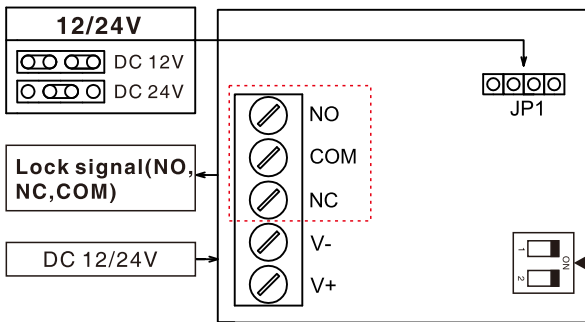 12/24V
DC 12V
DC 24V
JP1
NO
COM
NC
V-
V+
Lock signal(NO,
NC,COM)
DC 12/24V
1
2
ON